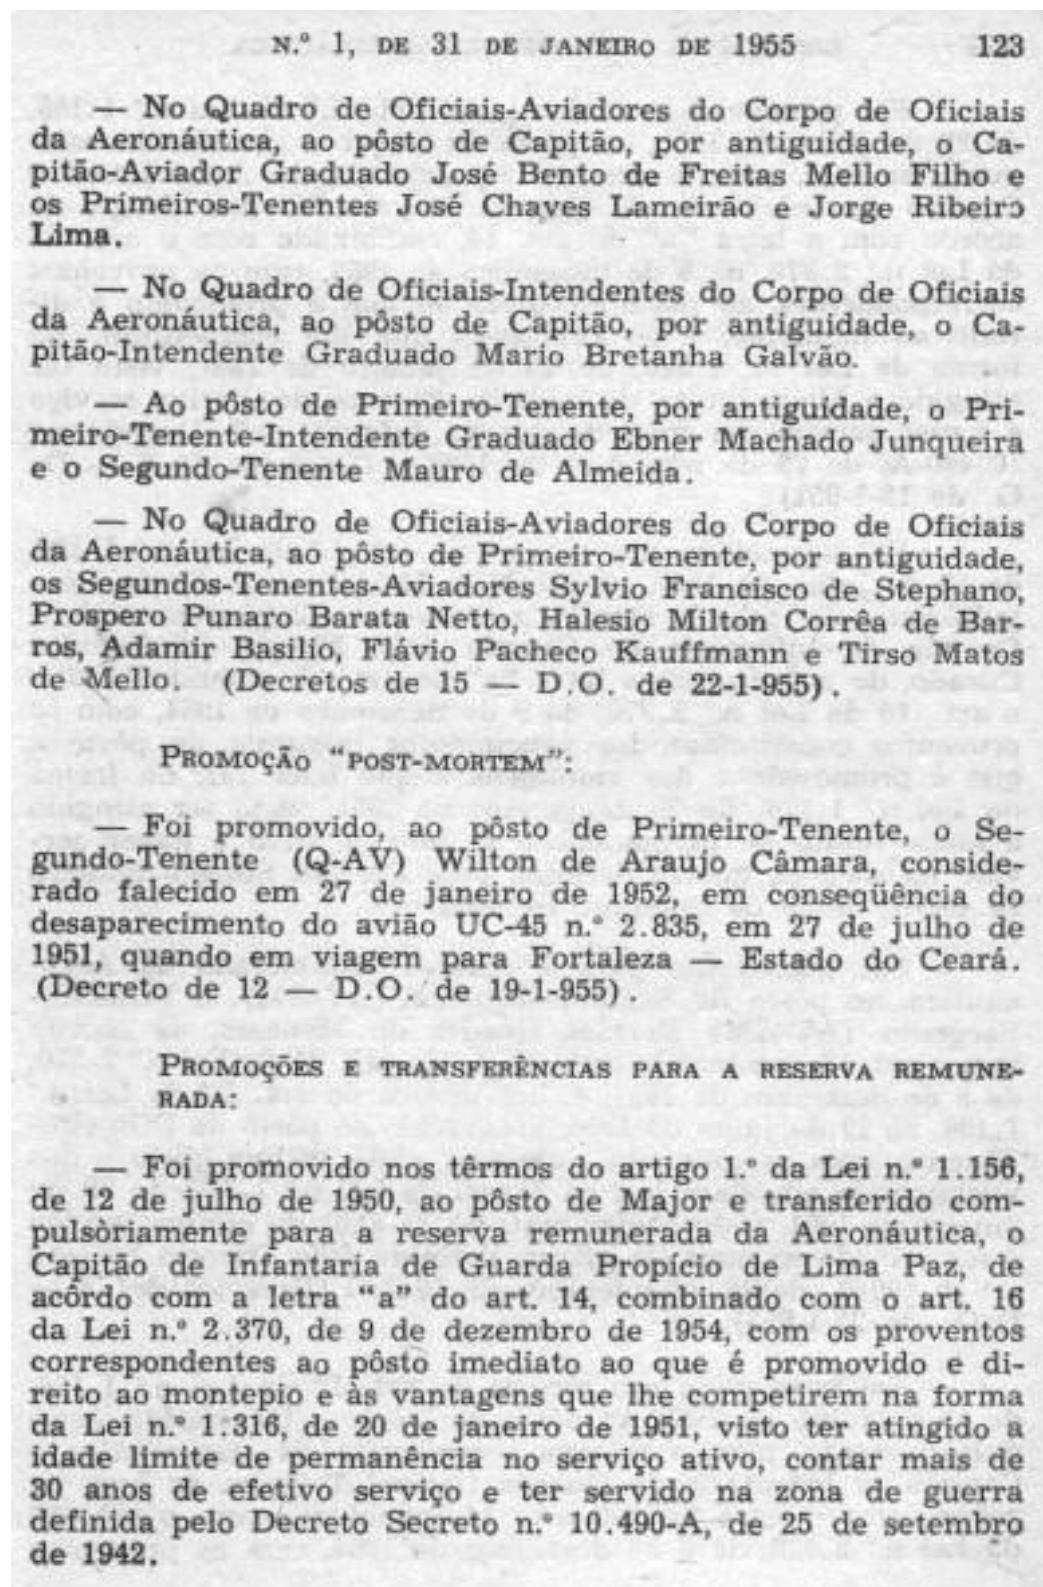 N.º 1, DE 31 DE JANEIRO DE 1955 123
— No Quadro de Oficiais-Aviadores do Corpo de Oficiais
da Aeronáutica, ao pôsto de Capitão, por antiguidade, o Ca-
pitão-Aviador Graduado José Bento de Freitas Mello Filho e
os Primeiros-Tenentes José Chaves Lameirão e Jorge Ribeiro
Lima.
— No Quadro de Oficiais-Intendentes do Corpo de Oficiais
da Aeronáutica, ao pôsto de Capitão, por antiguidade, o Ca-
pitão-Intendente Graduado Mario Bretanha Galvão.
— Ao pôsto de Primeiro-Tenente, por antiguidade, o Pri-
meiro-Tenente-Intendente Graduado Ebner Machado Junqueira
e o Segundo-Tenente Mauro de Almeida.
— No Quadro de Oficiais-Aviadores do Corpo de Oficiais
da Aeronáutica, ao pôsto de Primeiro-Tenente, por antiguidade,
os Segundos-Tenentes-Aviadores Sylvio Francisco de Stephano,
Prospero Punaro Barata Netto, Halesio Milton Corrêa de Bar-
ros, Adamir Basilio, Flávio Pacheco Kauffmann e Tirso Matos
de Mello. (Decretos de 15 — D.O. de 22-1-955).
PROMOÇÃO "POST-MORTEM":
— Foi promovido, ao pôsto de Primeiro-Tenente, o Se-
gundo-Tenente (Q-AV) Wilton de Araujo Câmara, conside-
rado falecido em 27 de janeiro de 1952, em conseqüência do
desaparecimento do avião UC-45 n.º 2.835, em 27 de julho de
1951, quando em viagem para Fortaleza — Estado do Ceará.
(Decreto de 12 — D.O. de 19-1-955).
PROMOÇÕES E TRANSFERÊNCIAS PARA A RESERVA REMUNE-
RADA:
— Foi promovido nos têrmos do artigo 1.º da Lei n.º 1.156,
de 12 de julho de 1950, ao pôsto de Major e transferido com-
pulsòriamente para a reserva remunerada da Aeronáutica, o
Capitão de Infantaria de Guarda Propício de Lima Paz, de
acôrdo com a letra "a" do art. 14, combinado com o art. 16
da Lei n.º 2.370, de 9 de dezembro de 1954, com os proventos
correspondentes ao pôsto imediato ao que é promovido e di-
reito ao montepio e às vantagens que lhe competirem na forma
da Lei n.º 1.316, de 20 de janeiro de 1951, visto ter atingido a
idade limite de permanência no serviço ativo, contar mais de
30 anos de efetivo serviço e ter servido na zona de guerra
definida pelo Decreto Secreto n.º 10.490-A, de 25 de setembro
de 1942.